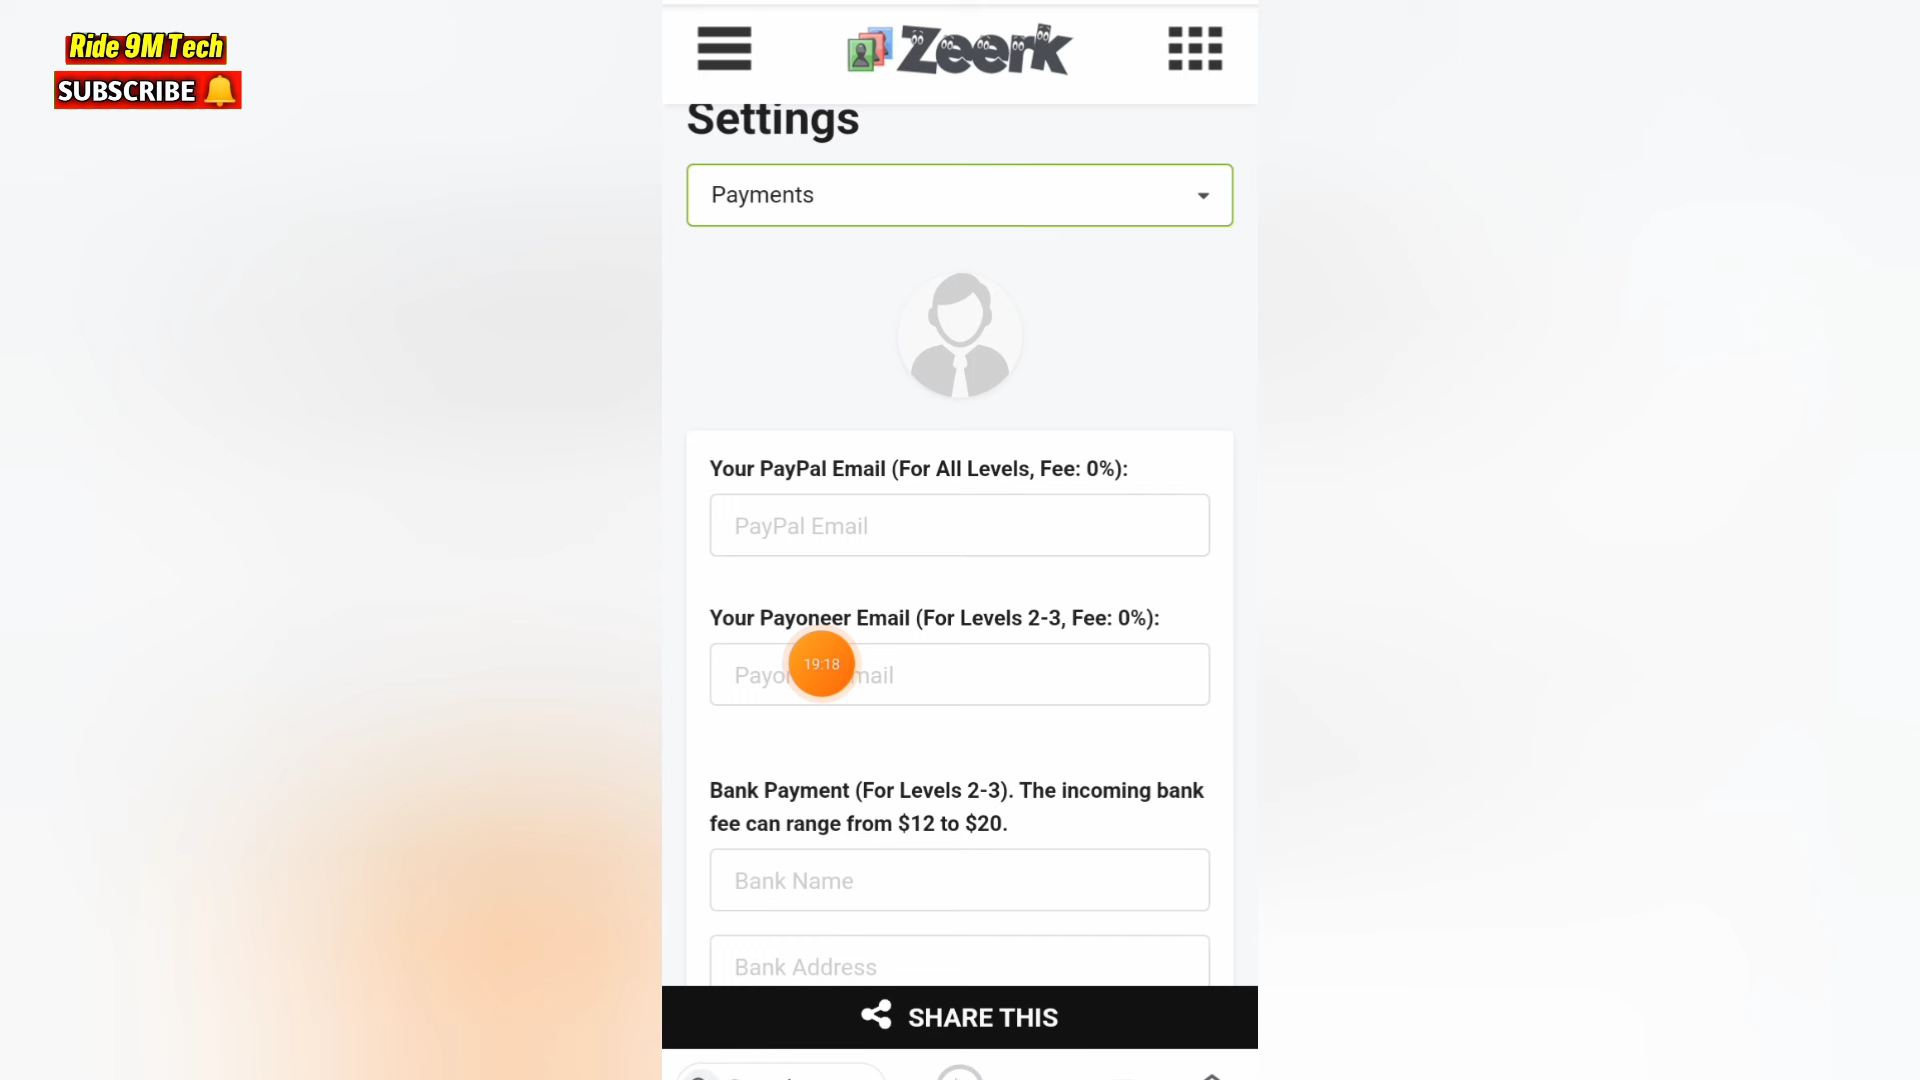 Ride 9M Tech
SUBSCRIBE
Zeerk
Settings
Payments
Your PayPal Email (For All Levels, Fee: 0%):
PayPal Email
Your Payoneer Email (For Levels 2-3, Fee: 0%):
19:18
Bank Payment (For Levels 2-3). The incoming bank
fee can range from $12 to $20.
Bank Name
Bank Address
SHARE THIS